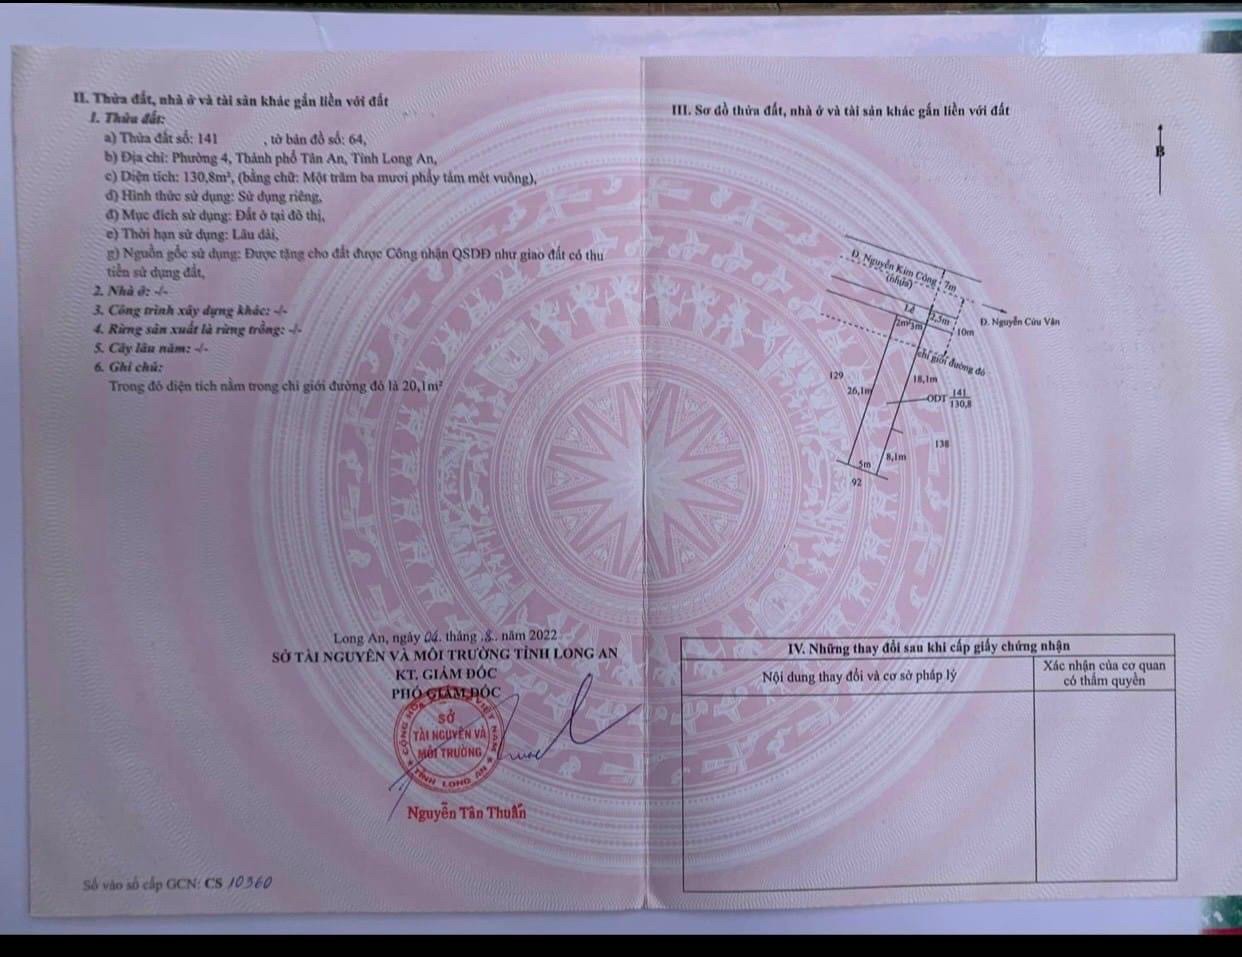 II. Thửa đất, nhà ở và tài sản khác gắn liền với đất
1. Thửa đất:
a) Thửa đất số: 141 , tờ bản đồ số: 64,
b) Địa chỉ: Phường 4, Thành phố Tân An, Tỉnh Long An,
c) Diện tích: 130,8m², (bằng chữ: Một trăm ba mươi phẩy tám mét vuông),
d) Hình thức sử dụng: Sử dụng riêng,
đ) Mục đích sử dụng: Đất ở tại đô thị,
e) Thời hạn sử dụng: Lâu dài,
g) Nguồn gốc sử dụng: Được tặng cho đất được Công nhận QSDĐ như giao đất có thu
tiền sử dụng đất,
2. Nhà ở: -/-
3. Công trình xây dựng khác: -/-
4. Rừng sản xuất là rừng trồng: -/-
5. Cây lâu năm: -/-
6. Ghi chú:
Trong đó diện tích nằm trong chỉ giới đường đỏ là 20,1m²
Long An, ngày 04 tháng .8. năm 2022
SỞ TÀI NGUYÊN VÀ MÔI TRƯỜNG TỈNH LONG AN
KT. GIÁM ĐỐC
PHÓ GIÁM ĐỐC
CỘNG HÒA VIỆT NAM
SỞ
TÀI NGUYÊN VÀ
MÔI TRƯỜNG
TỈNH LONG AN
Nguyễn Tân Thuấn
Số vào sổ cấp GCN: CS 10360
III. Sơ đồ thửa đất, nhà ở và tài sản khác gắn liền với đất
B
Đ. Nguyễn Kim Công 7m
(nhựa)
Lề
2,5m
Đ. Nguyễn Cửu Vân
2m 3m
10m
chỉ giới đường đỏ
129
18,1m
26,1m
ODT 141
130,8
138
8,1m
5m
92
IV. Những thay đổi sau khi cấp giấy chứng nhận
Nội dung thay đổi và cơ sở pháp lý
Xác nhận của cơ quan
có thẩm quyền